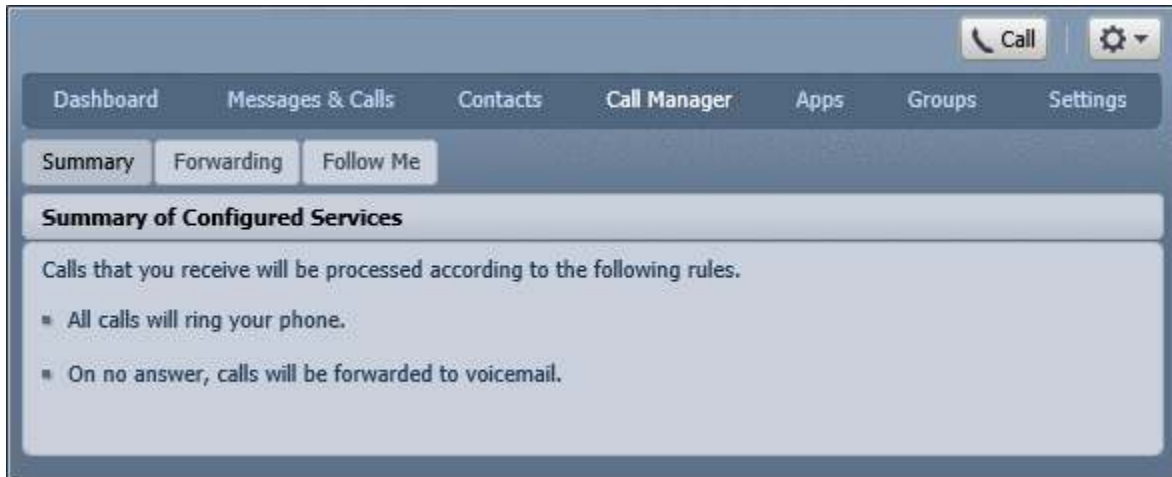 Call
Dashboard Messages & Calls Contacts Call Manager Apps Groups Settings
Summary Forwarding Follow Me
Summary of Configured Services
Calls that you receive will be processed according to the following rules.
All calls will ring your phone.
On no answer, calls will be forwarded to voicemail.